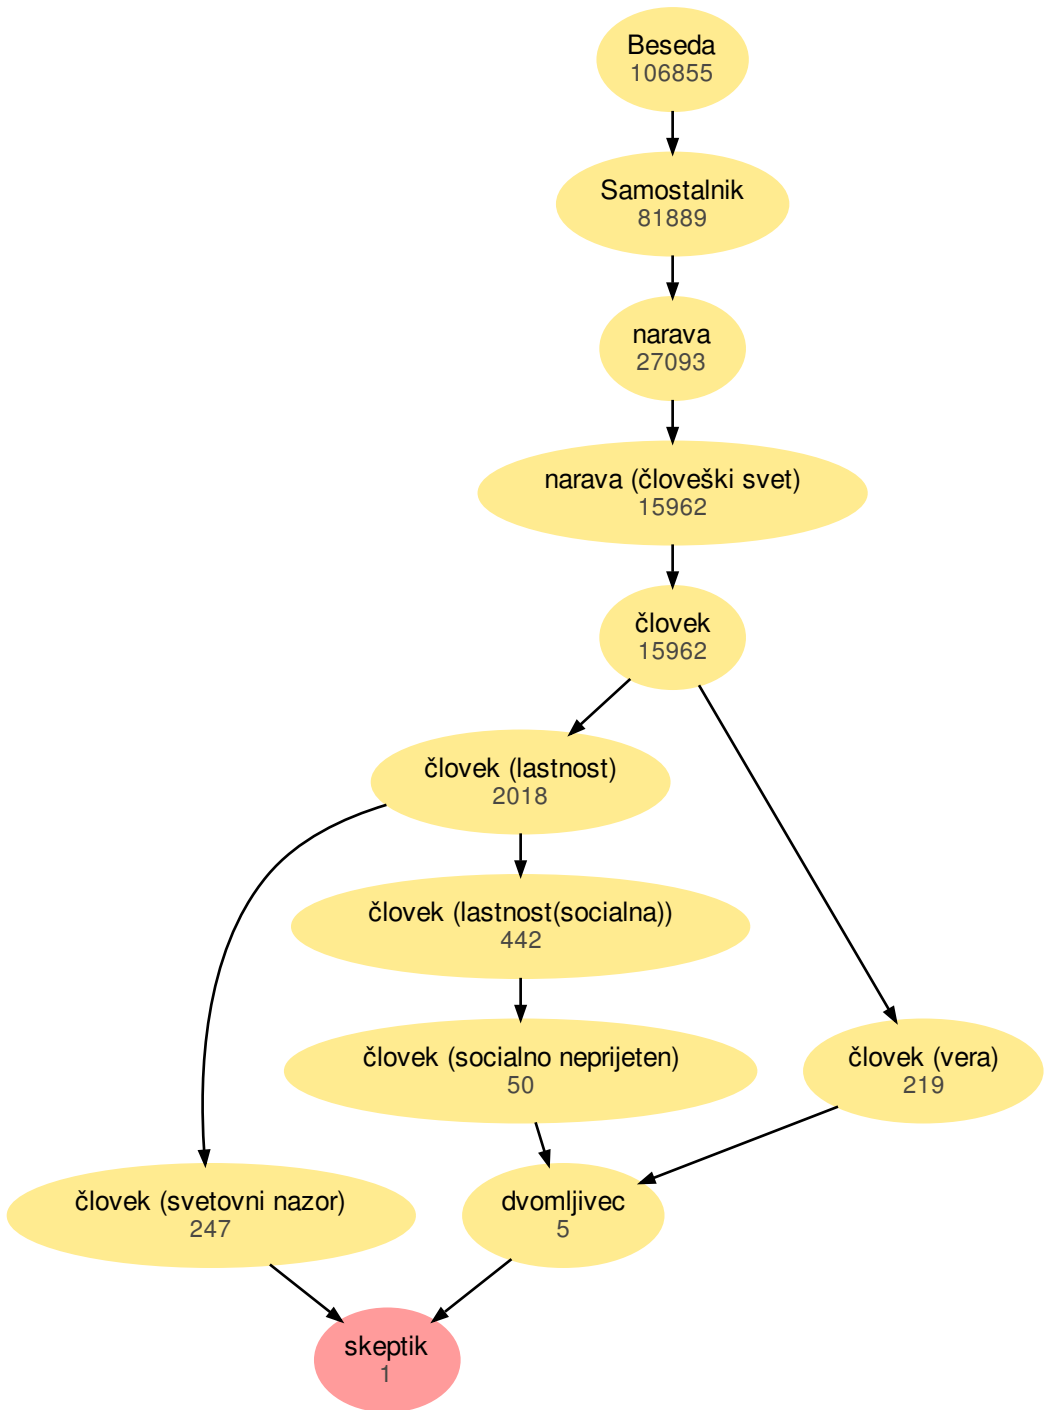 Beseda
106855
Samostalnik
81889
narava
27093
narava (človeški svet)
15962
človek
15962
človek (lastnost)
2018
človek (lastnost(socialna))
442
človek (socialno neprijeten)
50
človek (vera)
219
človek (svetovni nazor)
247
dvomljivec
5
skeptik
1